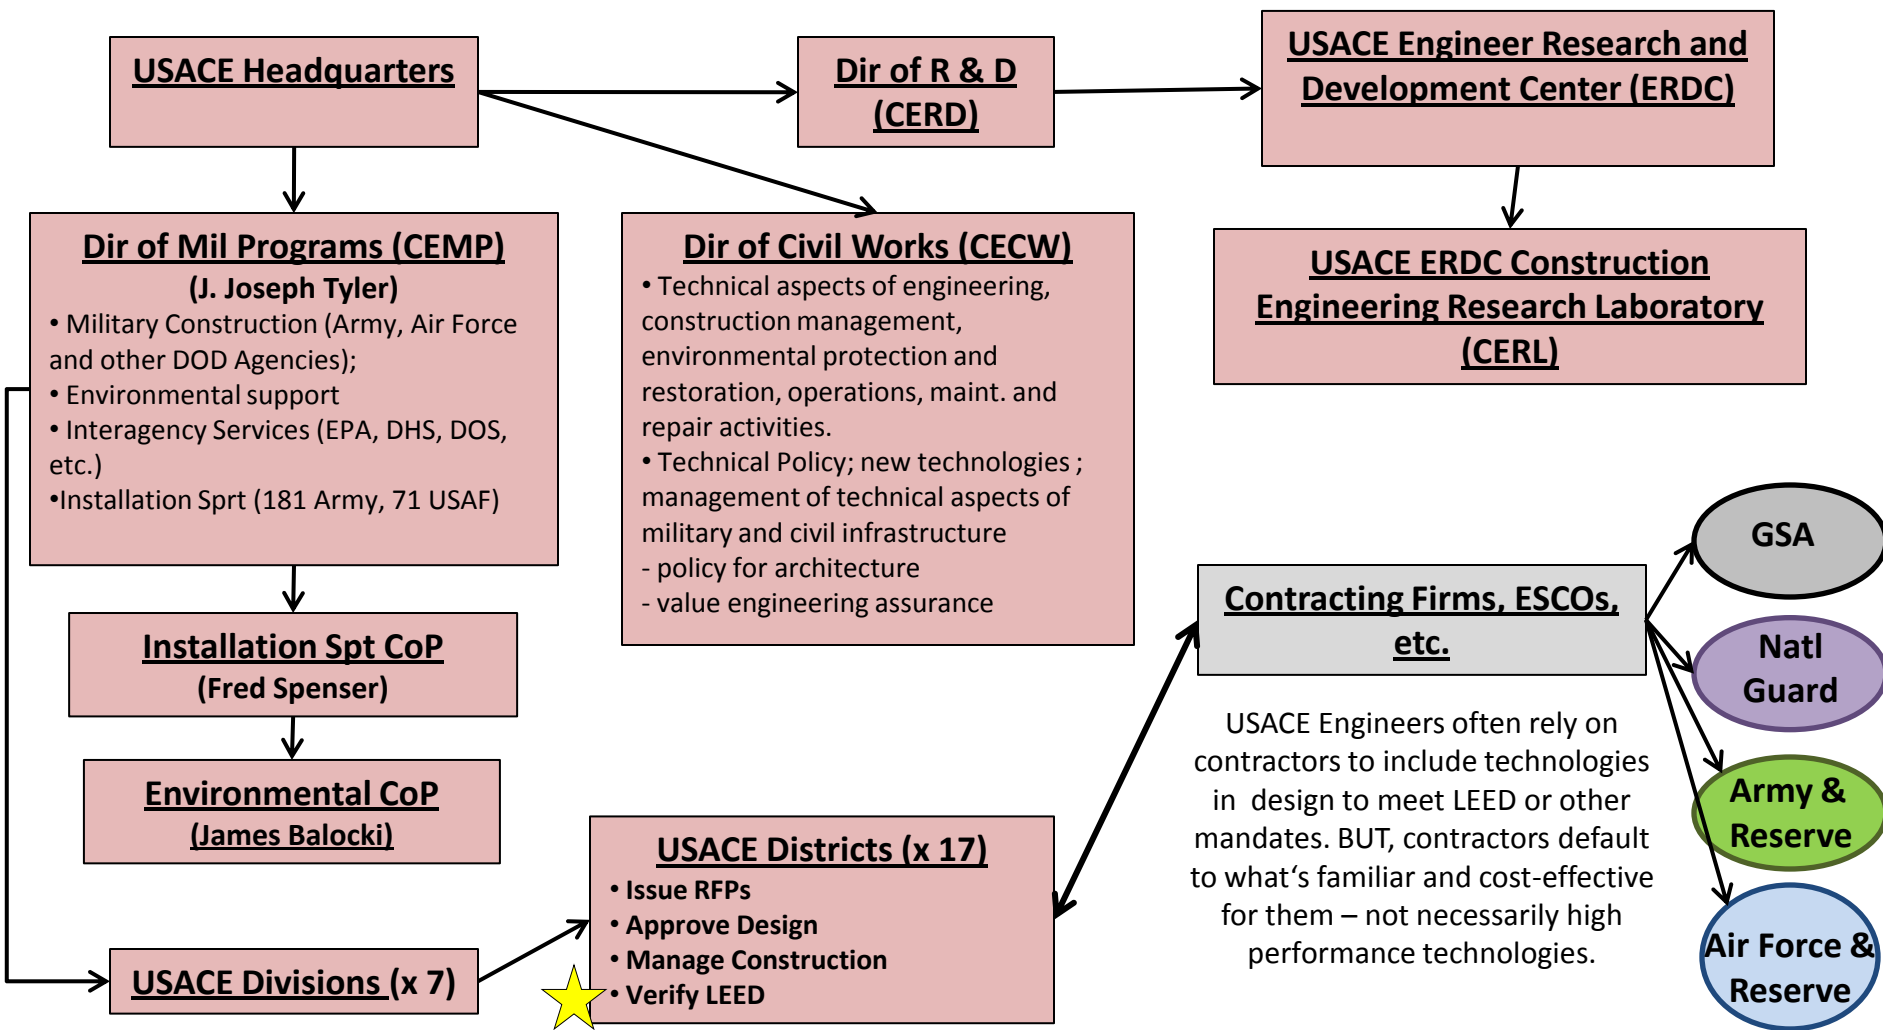 USACE Headquarters
Dir of R & D
(CERD)
USACE Engineer Research and
Development Center (ERDC)
Dir of Mil Programs (CEMP)
(J. Joseph Tyler)
• Military Construction (Army, Air Force
and other DOD Agencies);
• Environmental support
• Interagency Services (EPA, DHS, DOS,
etc.)
•Installation Sprt (181 Army, 71 USAF)
Dir of Civil Works (CECW)
• Technical aspects of engineering,
construction management,
environmental protection and
restoration, operations, maint. and
repair activities.
• Technical Policy; new technologies ;
management of technical aspects of
military and civil infrastructure
- policy for architecture
- value engineering assurance
USACE ERDC Construction
Engineering Research Laboratory
(CERL)
Installation Spt CoP
(Fred Spenser)
Environmental CoP
(James Balocki)
USACE Divisions (x 7)
USACE Districts (x 17)
• Issue RFPs
• Approve Design
• Manage Construction
• Verify LEED
Contracting Firms, ESCOs,
etc.
USACE Engineers often rely on
contractors to include technologies
in design to meet LEED or other
mandates. BUT, contractors default
to what‘s familiar and cost-effective
for them – not necessarily high
performance technologies.
GSA
Natl
Guard
Army &
Reserve
Air Force &
Reserve